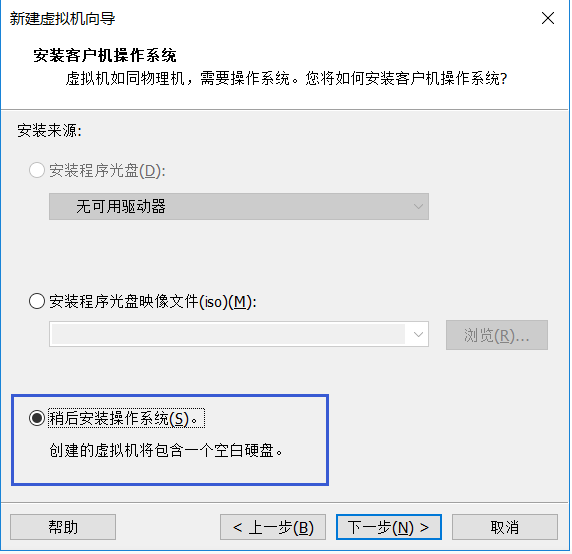 新建虚拟机向导
安装客户机操作系统
虚拟机如同物理机，需要操作系统。您将如何安装客户机操作系统?
安装来源:
安装程序光盘(D):
无可用驱动器
安装程序光盘映像文件(iso)(M):
浏览(R)...
稍后安装操作系统(S)。
创建的虚拟机将包含一个空白硬盘。
帮助
< 上一步(B)
下一步(N) >
取消